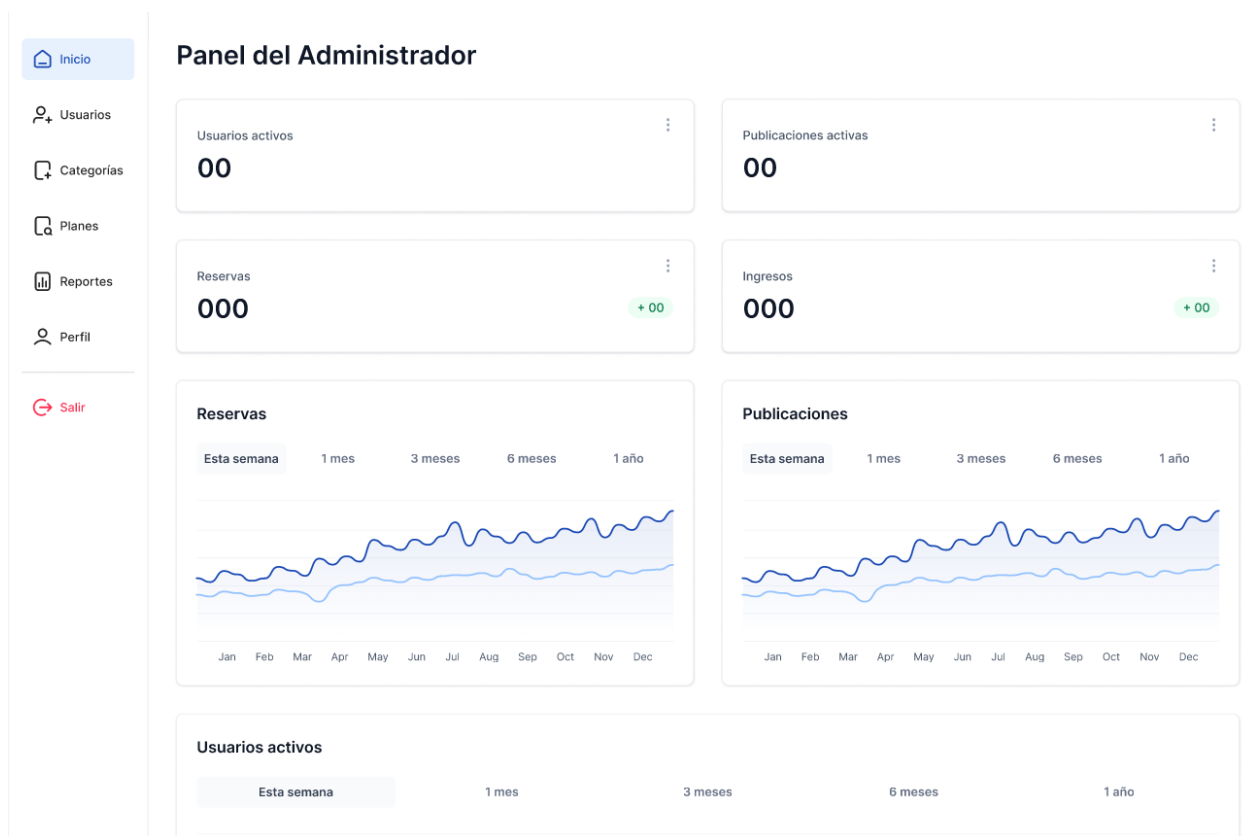 Inicio
Usuarios
Categorías
Planes
Reportes
Perfil
Salir
Panel del Administrador
Usuarios activos
00
Publicaciones activas
00
Reservas
000
+ 00
Ingresos
000
+ 00
Reservas
Esta semana 1 mes 3 meses 6 meses 1 año
Jan Feb Mar Apr May Jun Jul Aug Sep Oct Nov Dec
Publicaciones
Esta semana 1 mes 3 meses 6 meses 1 año
Jan Feb Mar Apr May Jun Jul Aug Sep Oct Nov Dec
Usuarios activos
Esta semana 1 mes 3 meses 6 meses 1 año